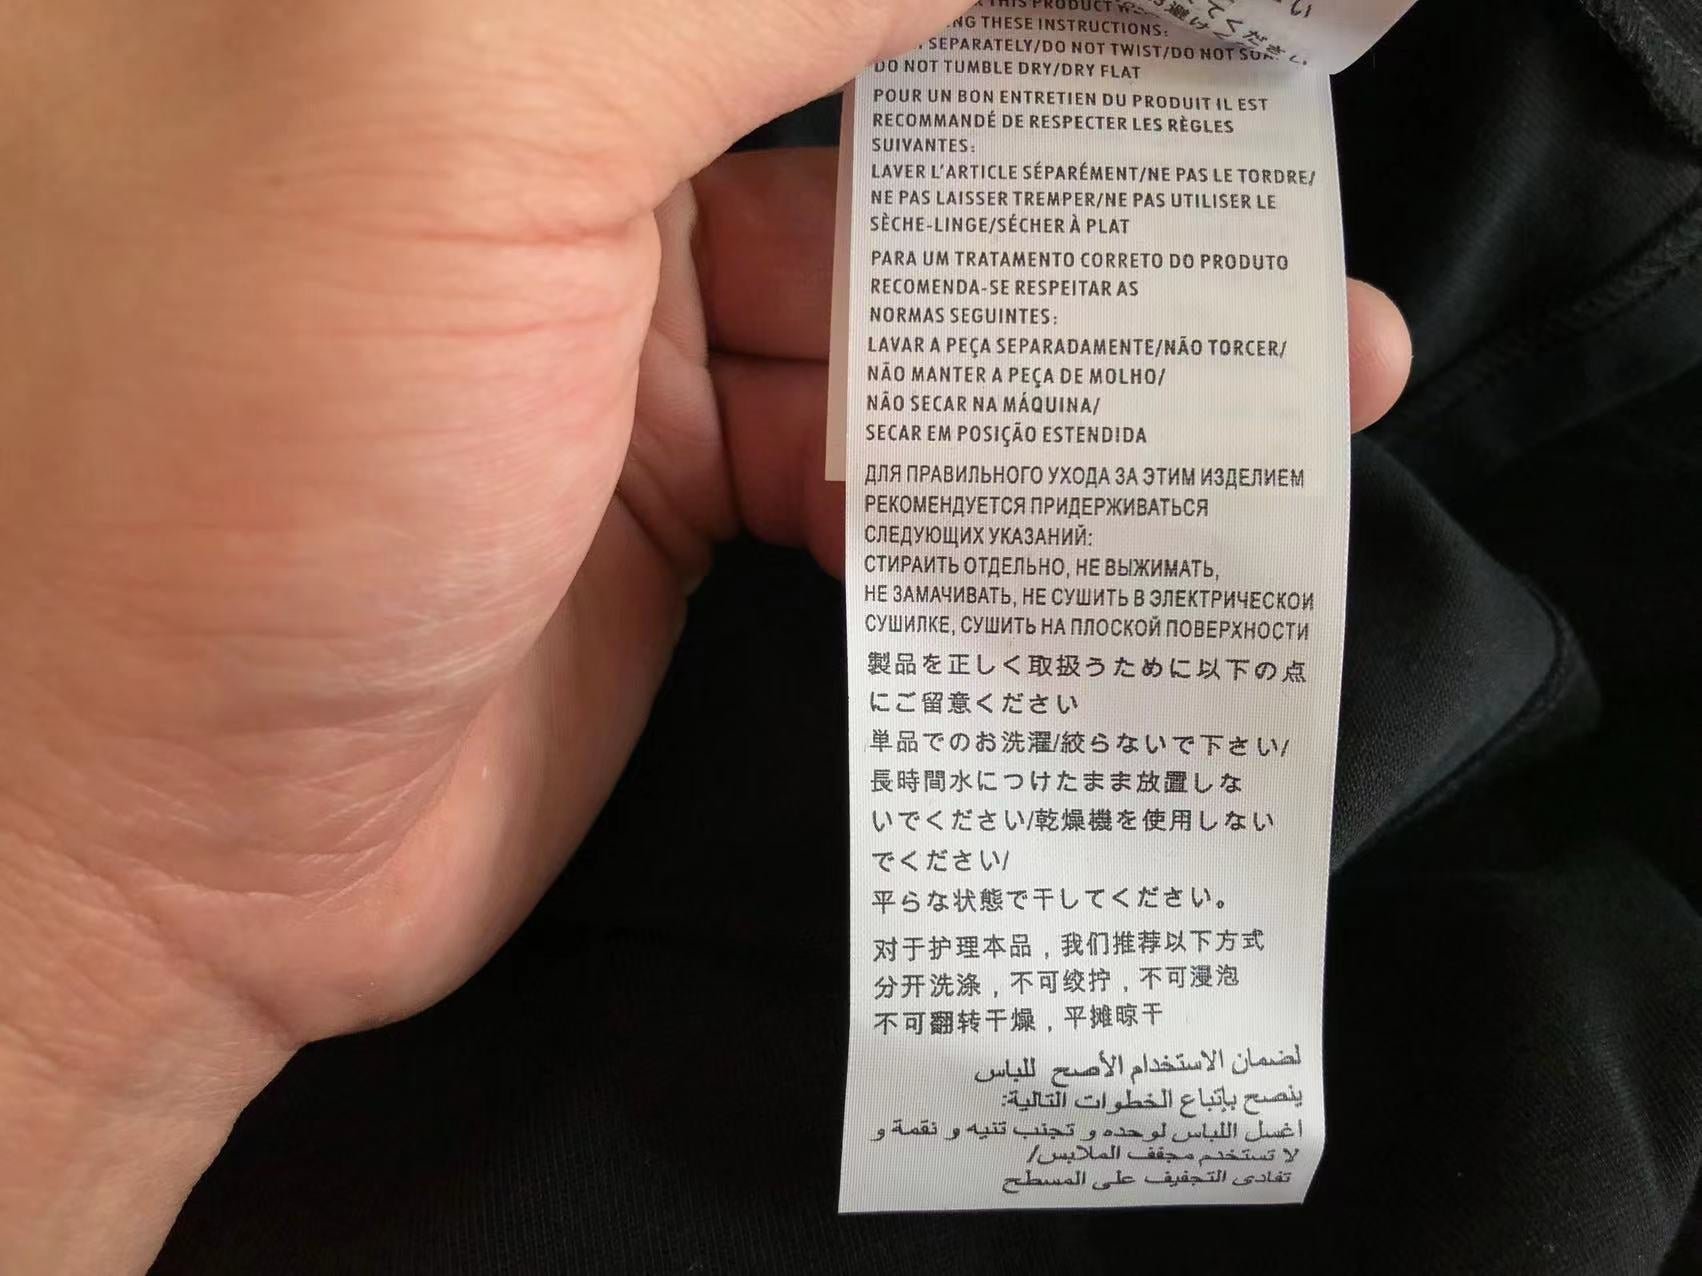 THIS PRODUCT
THESE INSTRUCTIONS:
SEPARATELY/DO NOT TWIST/DO NOT
DO NOT TUMBLE DRY/DRY FLAT
POUR UN BON ENTRETIEN DU PRODUIT IL EST
RECOMMANDÉ DE RESPECTER LES RÈGLES
SUIVANTES:
LAVER L'ARTICLE SÉPARÉMENT/NE PAS LE TORDRE/
NE PAS LAISSER TREMPER/NE PAS UTILISER LE
SÈCHE-LINGE/SÉCHER À PLAT
PARA UM TRATAMENTO CORRETO DO PRODUTO
RECOMENDA-SE RESPEITAR AS
NORMAS SEGUINTES:
LAVAR A PEÇA SEPARADAMENTE/NÃO TORCER/
NÃO MANTER A PEÇA DE MOLHO/
NÃO SECAR NA MÁQUINA/
SECAR EM POSIÇÃO ESTENDIDA
ДЛЯ ПРАВИЛЬНОГО УХОДА ЗА ЭТИМ ИЗДЕЛИЕМ
РЕКОМЕНДУЕТСЯ ПРИДЕРЖИВАТЬСЯ
СЛЕДУЮЩИХ УКАЗАНИЙ:
СТИРАИТЬ ОТДЕЛЬНО, НЕ ВЫЖИМАТЬ,
НЕ ЗАМАЧИВАТЬ, НЕ СУШИТЬ В ЭЛЕКТРИЧЕСКОИ
СУШИЛКЕ, СУШИТЬ НА ПЛОСКОЙ ПОВЕРХНОСТИ
製品を正しく取扱うために以下の点
にご留意ください
単品でのお洗濯/絞らないで下さい/
長時間水につけたまま放置しな
いでください/乾燥機を使用しない
でください/
平らな状態で干してください。
对于护理本品，我们推荐以下方式
分开洗涤，不可绞拧，不可浸泡
不可翻转干燥，平摊晾干
لضمان الاستخدام الأصح للباس
ينصح بإتباع الخطوات التالية:
اغسل اللباس لوحده و تجنب تنيه و نقمة و
لا تستخدم مجفف الملابس/
تفادى التجفيف على المسطح